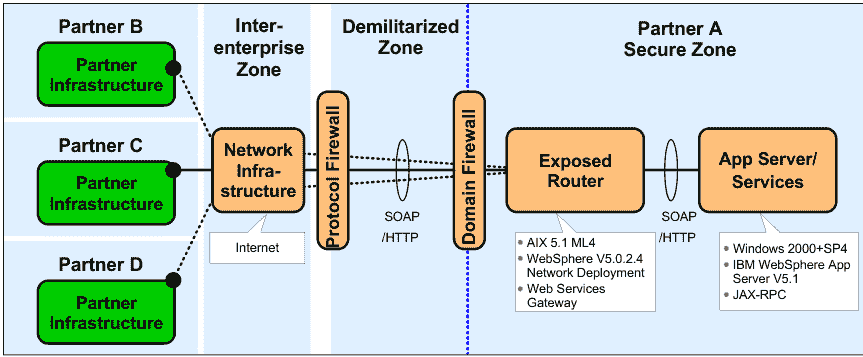 Partner B
Partner
Infrastructure
Partner C
Partner
Infrastructure
Partner D
Partner
Infrastructure
Inter-
enterprise
Zone
Network
Infra-
structure
Internet
Demilitarized
Zone
Protocol Firewall
SOAP
/HTTP
Domain Firewall
Partner A
Secure Zone
Exposed
Router
AIX 5.1 ML4
WebSphere V5.0.2.4
Network Deployment
Web Services
Gateway
SOAP
/HTTP
App Server/
Services
Windows 2000+SP4
IBM WebSphere App
Server V5.1
JAX-RPC